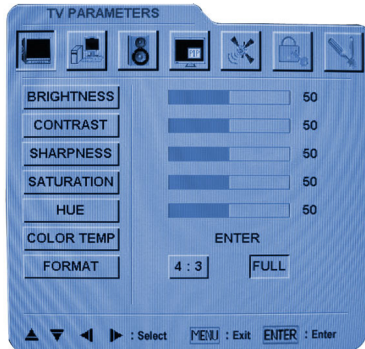 TV PARAMETERS
BRIGHTNESS 50
CONTRAST 50
SHARPNESS 50
SATURATION 50
HUE 50
COLOR TEMP ENTER
FORMAT 4 : 3 FULL
: Select MENU : Exit ENTER : Enter